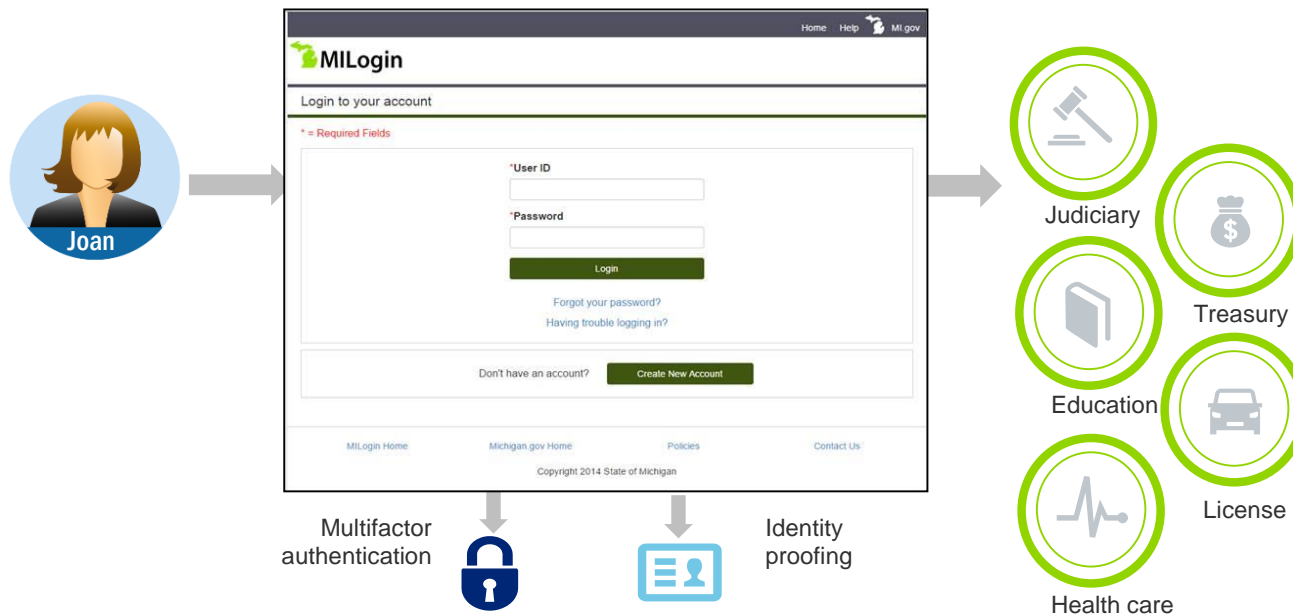 Home Help MI.gov
MILogin
Login to your account
* = Required Fields
*User ID
*Password
Login
Forgot your password?
Having trouble logging in?
Don't have an account? Create New Account
MILogin Home Michigan.gov Home Policies Contact Us
Copyright 2014 State of Michigan
Joan
Multifactor
authentication
Identity
proofing
Judiciary
$
Treasury
Education
License
Health care